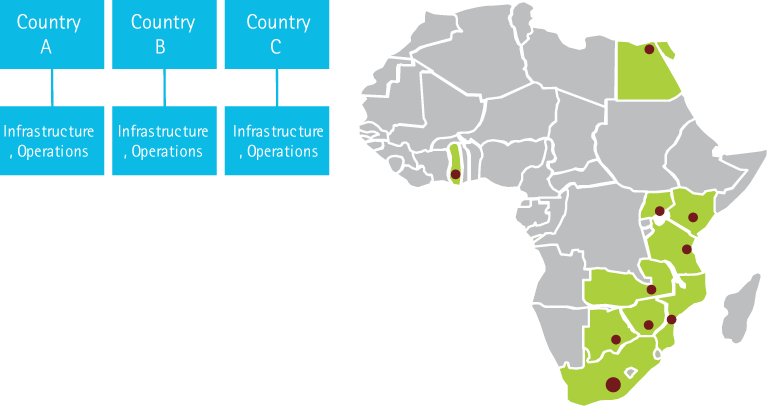 Country
A
Country
B
Country
C
Infrastructure
, Operations
Infrastructure
, Operations
Infrastructure
, Operations